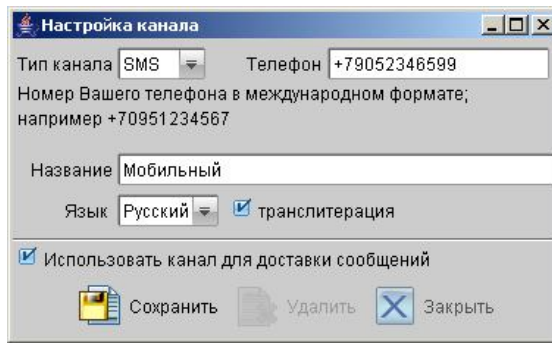 Настройка канала
Тип канала SMS Телефон +79052346599
Номер Вашего телефона в международном формате;
например +70951234567
Название Мобильный
Язык Русский транслитерация
Использовать канал для доставки сообщений
Сохранить Удалить Закрыть